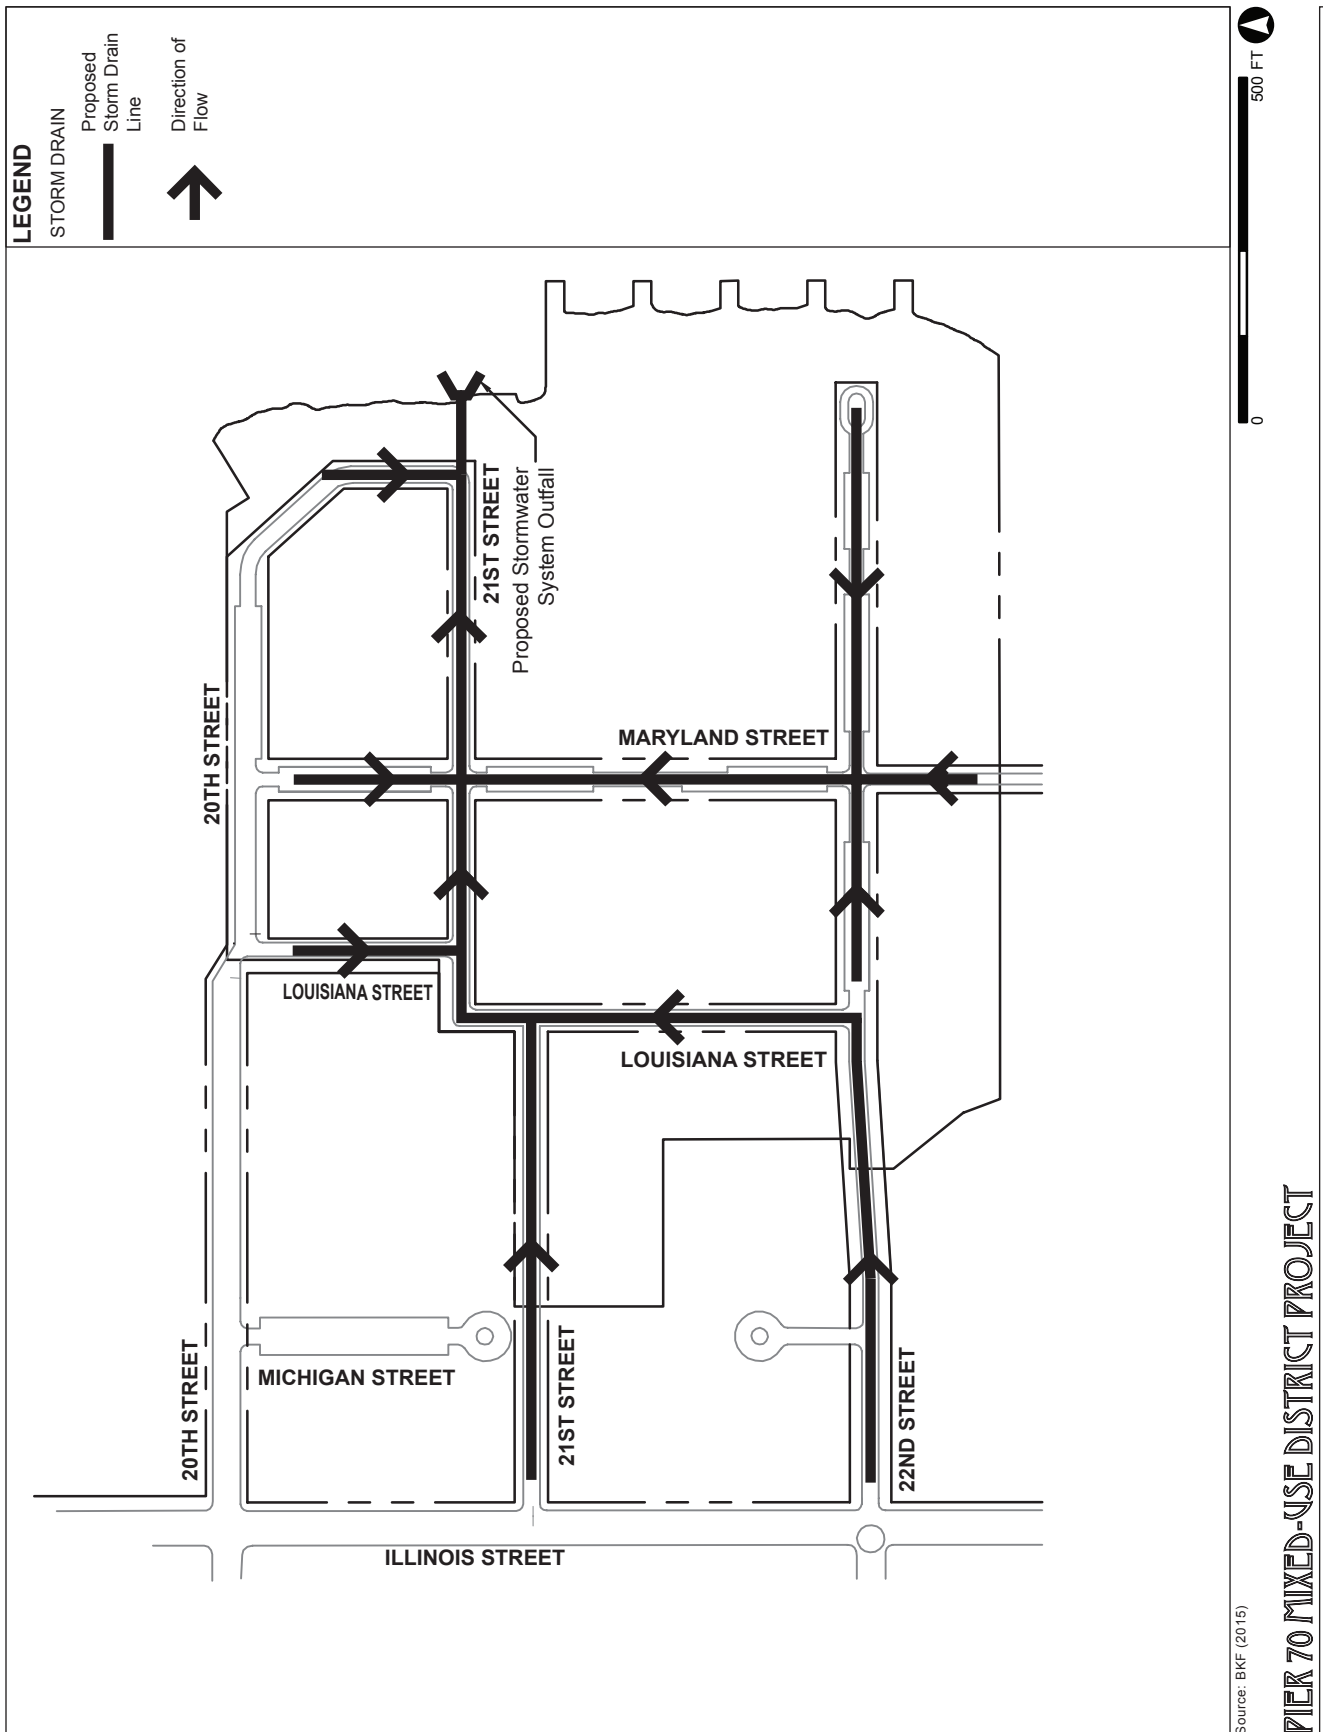 LEGEND
STORM DRAIN
Proposed
Storm Drain
Line
Direction of
Flow
20TH STREET
21ST STREET
Proposed Stormwater
System Outfall
MARYLAND STREET
LOUISIANA STREET
LOUISIANA STREET
20TH STREET
MICHIGAN STREET
21ST STREET
22ND STREET
ILLINOIS STREET
0
500 FT
Source: BKF (2015)
PIER 70 MIXED-USE DISTRICT PROJECT